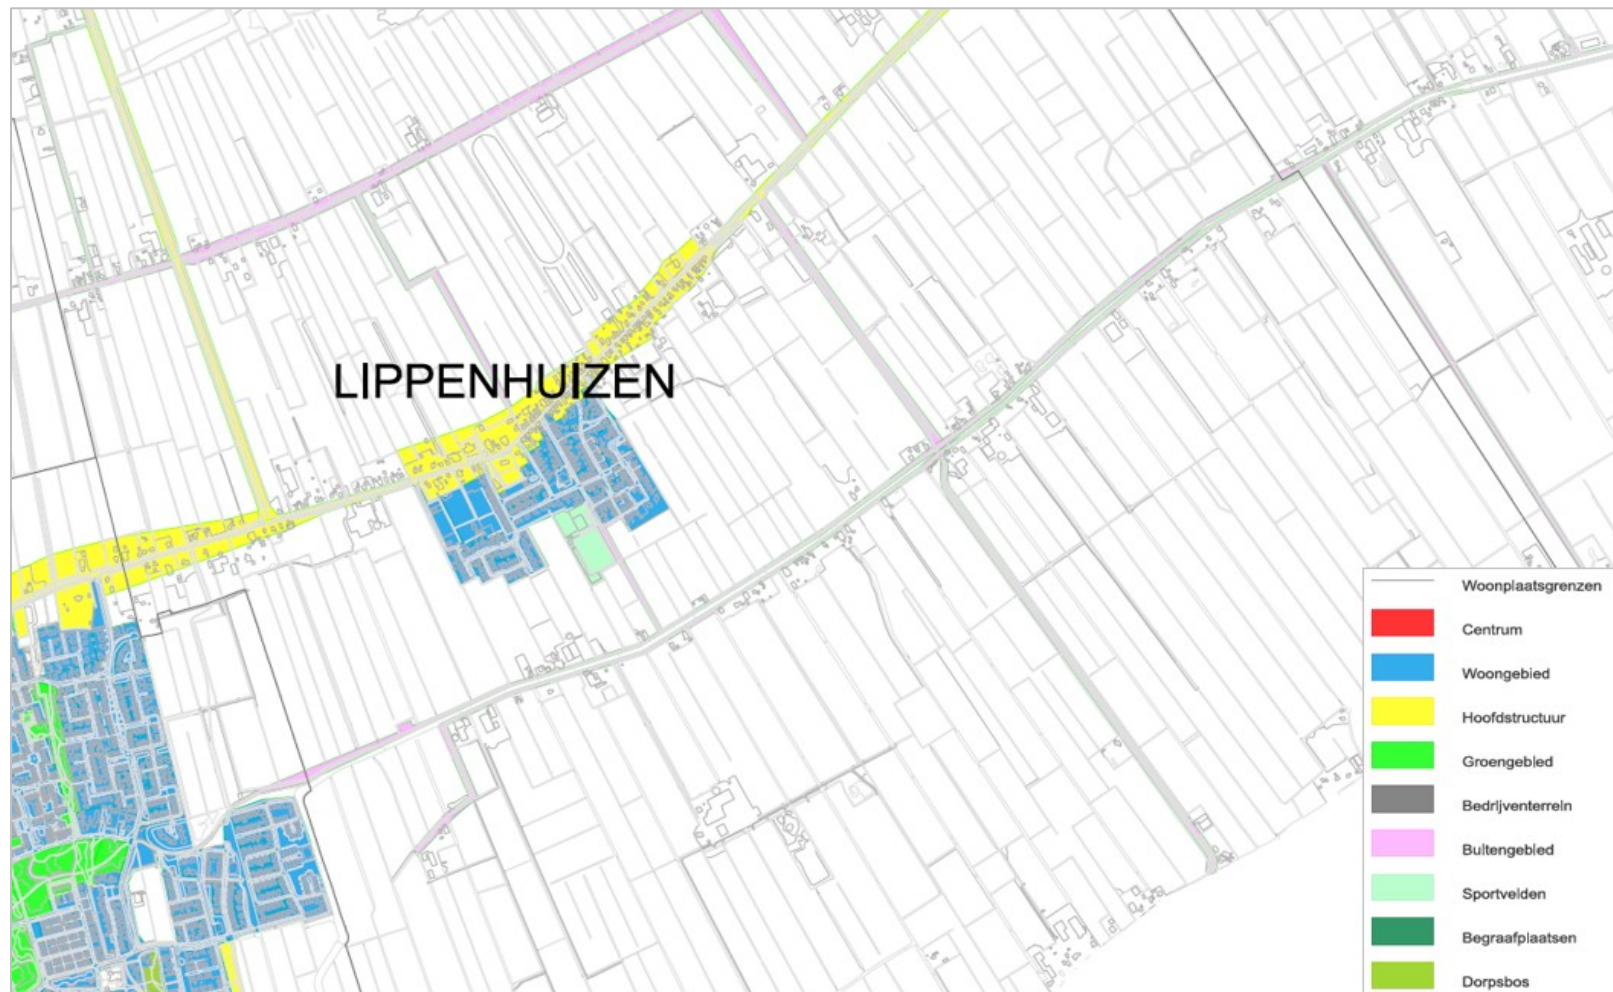 LIPPENHUIZEN
Woonplaatsgrenzen
Centrum
Woongebied
Hoofdstructuur
Groengebied
Bedrijventerrein
Buitengebied
Sportvelden
Begraafplaatsen
Dorpsbos